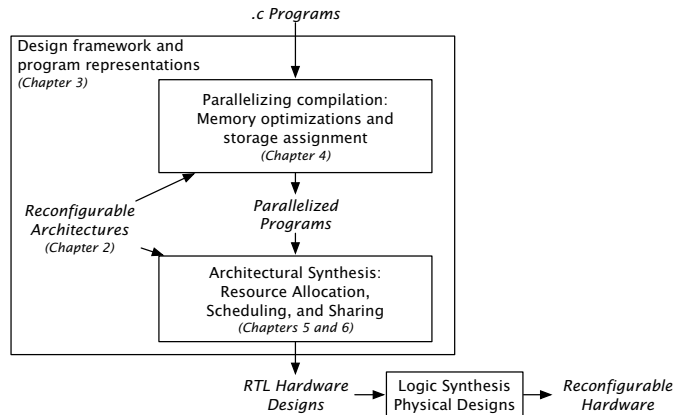 .c Programs
Design framework and
program representations
(Chapter 3)
Parallelizing compilation:
Memory optimizations and
storage assignment
(Chapter 4)
Reconfigurable
Architectures
(Chapter 2)
Parallelized
Programs
Architectural Synthesis:
Resource Allocation,
Scheduling, and Sharing
(Chapters 5 and 6)
RTL Hardware
Designs
Logic Synthesis
Physical Designs
Reconfigurable
Hardware